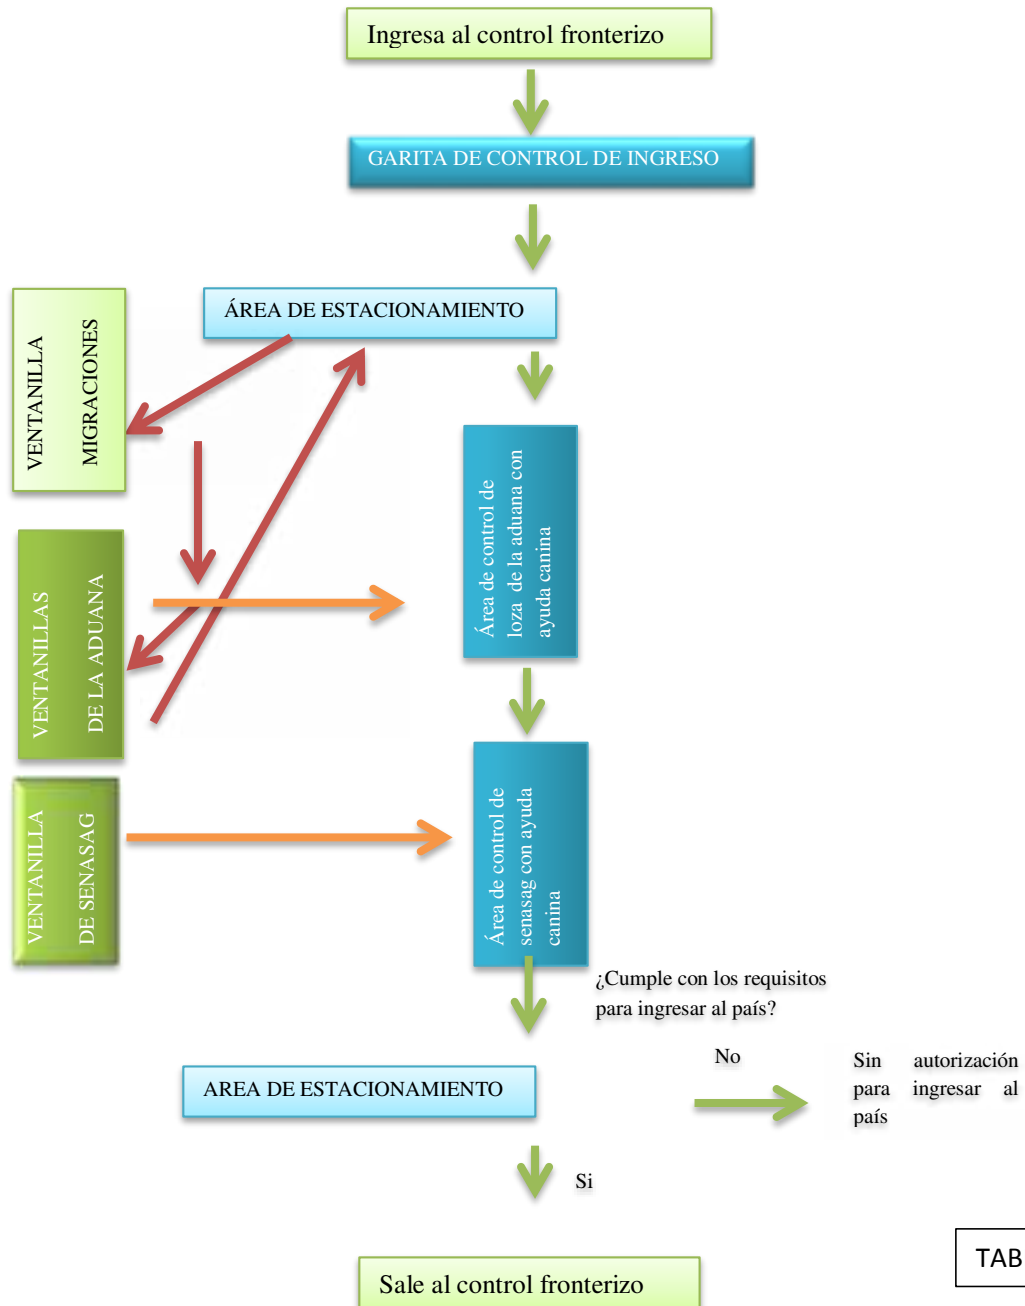 Ingresa al control fronterizo
GARITA DE CONTROL DE INGRESO
ÁREA DE ESTACIONAMIENTO
VENTANILLA
MIGRACIONES
Área de control de
loza de la aduana con
ayuda canina
VENTANILLAS
DE LA ADUANA
Área de control de
senasag con ayuda
canina
VENTANILLA
DE SENASAG
¿Cumple con los requisitos
para ingresar al país?
AREA DE ESTACIONAMIENTO
No
Sin autorización
para ingresar al
país
Si
TAB
Sale al control fronterizo